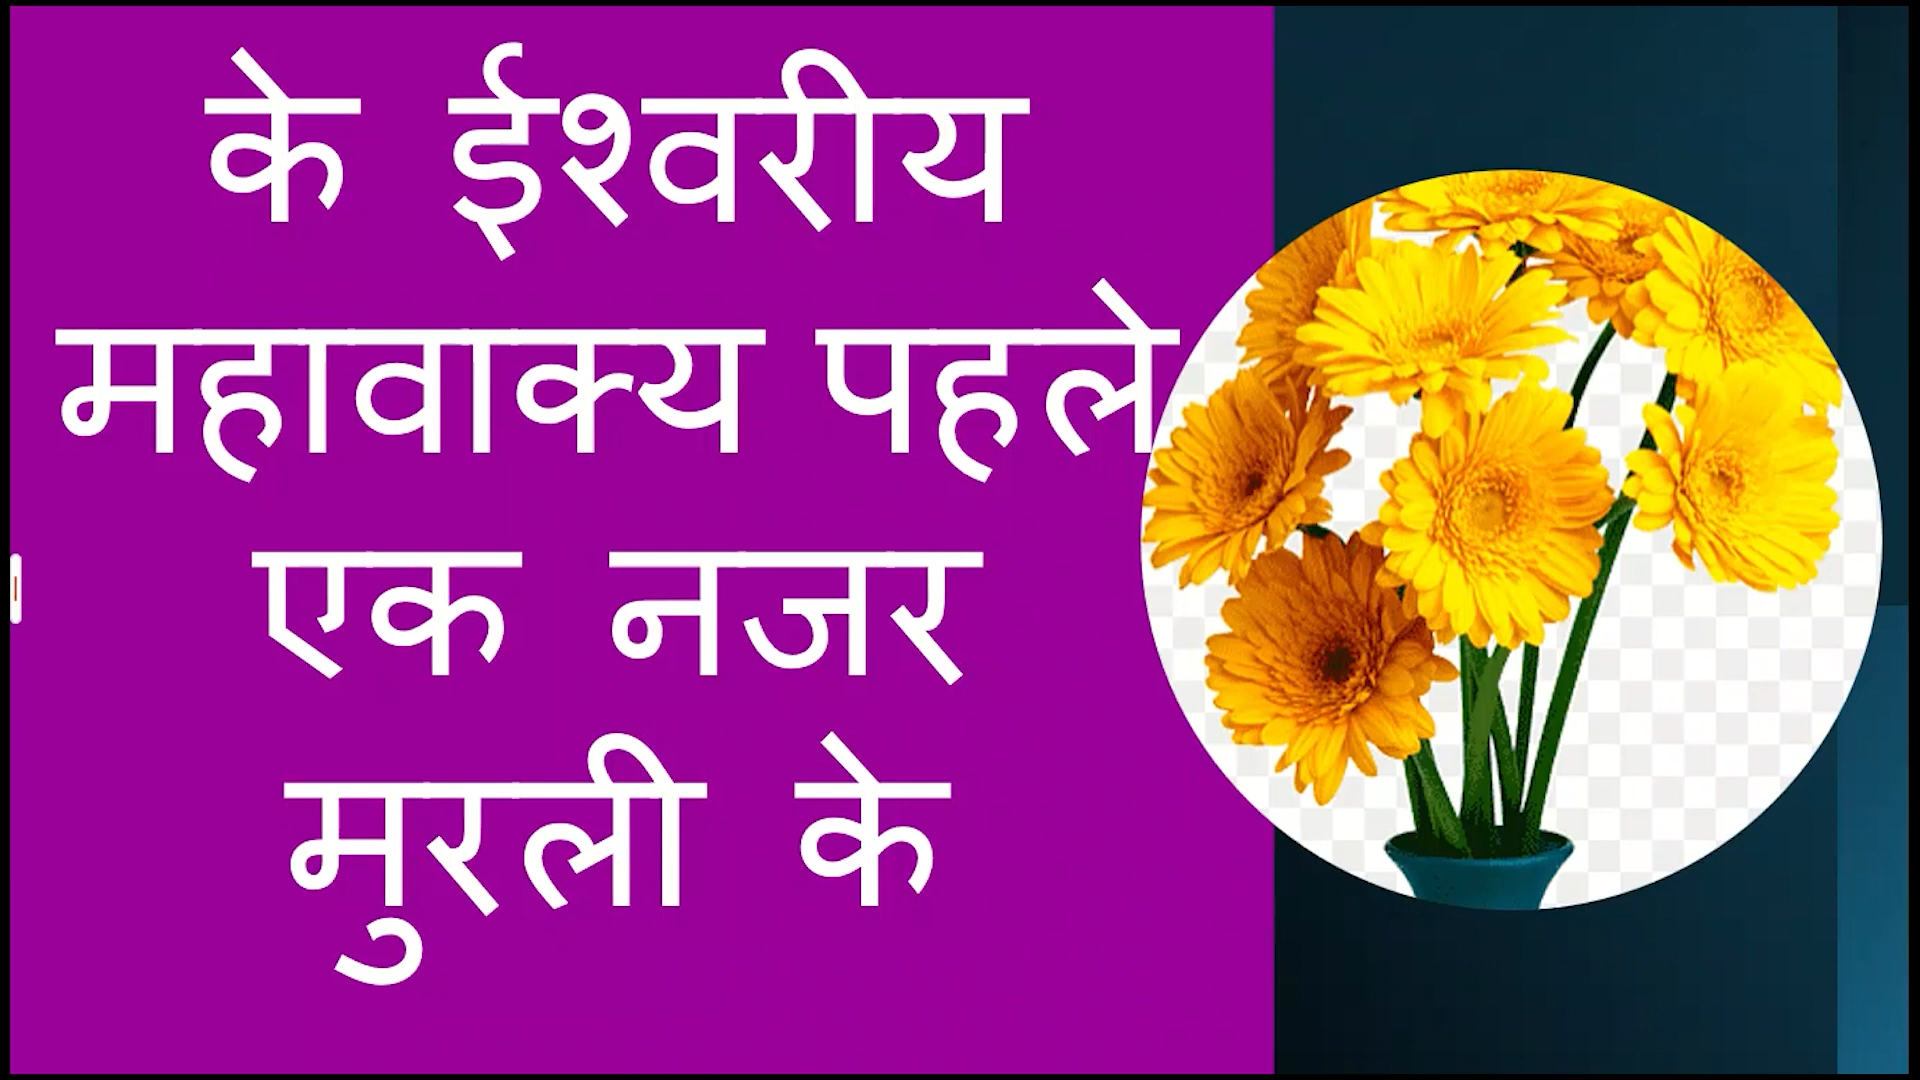 के ईश्वरीय
महावाक्य पहले
एक नजर
मुरली के